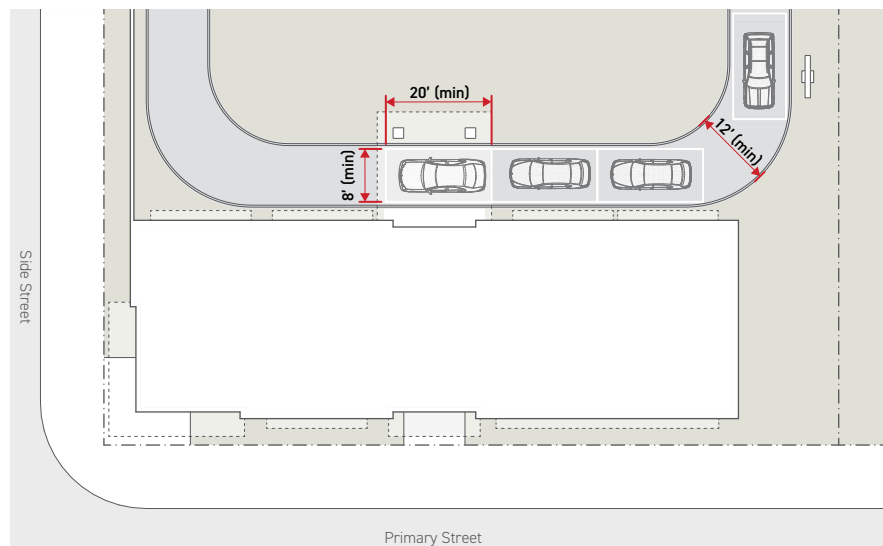 20’ (min)
12’ (min)
8’ (min)
Side Street
Primary Street